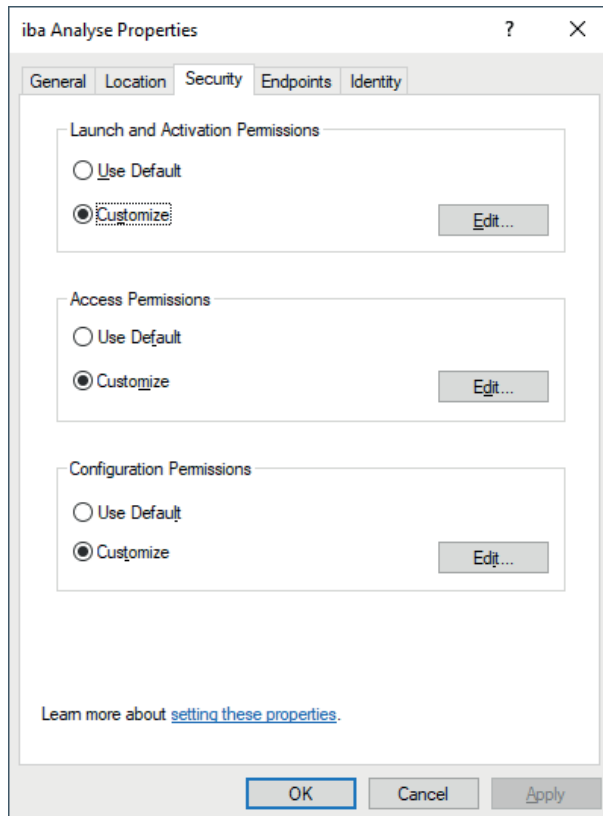 iba Analyse Properties ?
General Location Security Endpoints Identity
Launch and Activation Permissions
Use Default
Customize
Edit...
Access Permissions
Use Default
Customize
Edit...
Configuration Permissions
Use Default
Customize
Edit...
Learn more about setting these properties.
OK Cancel Apply